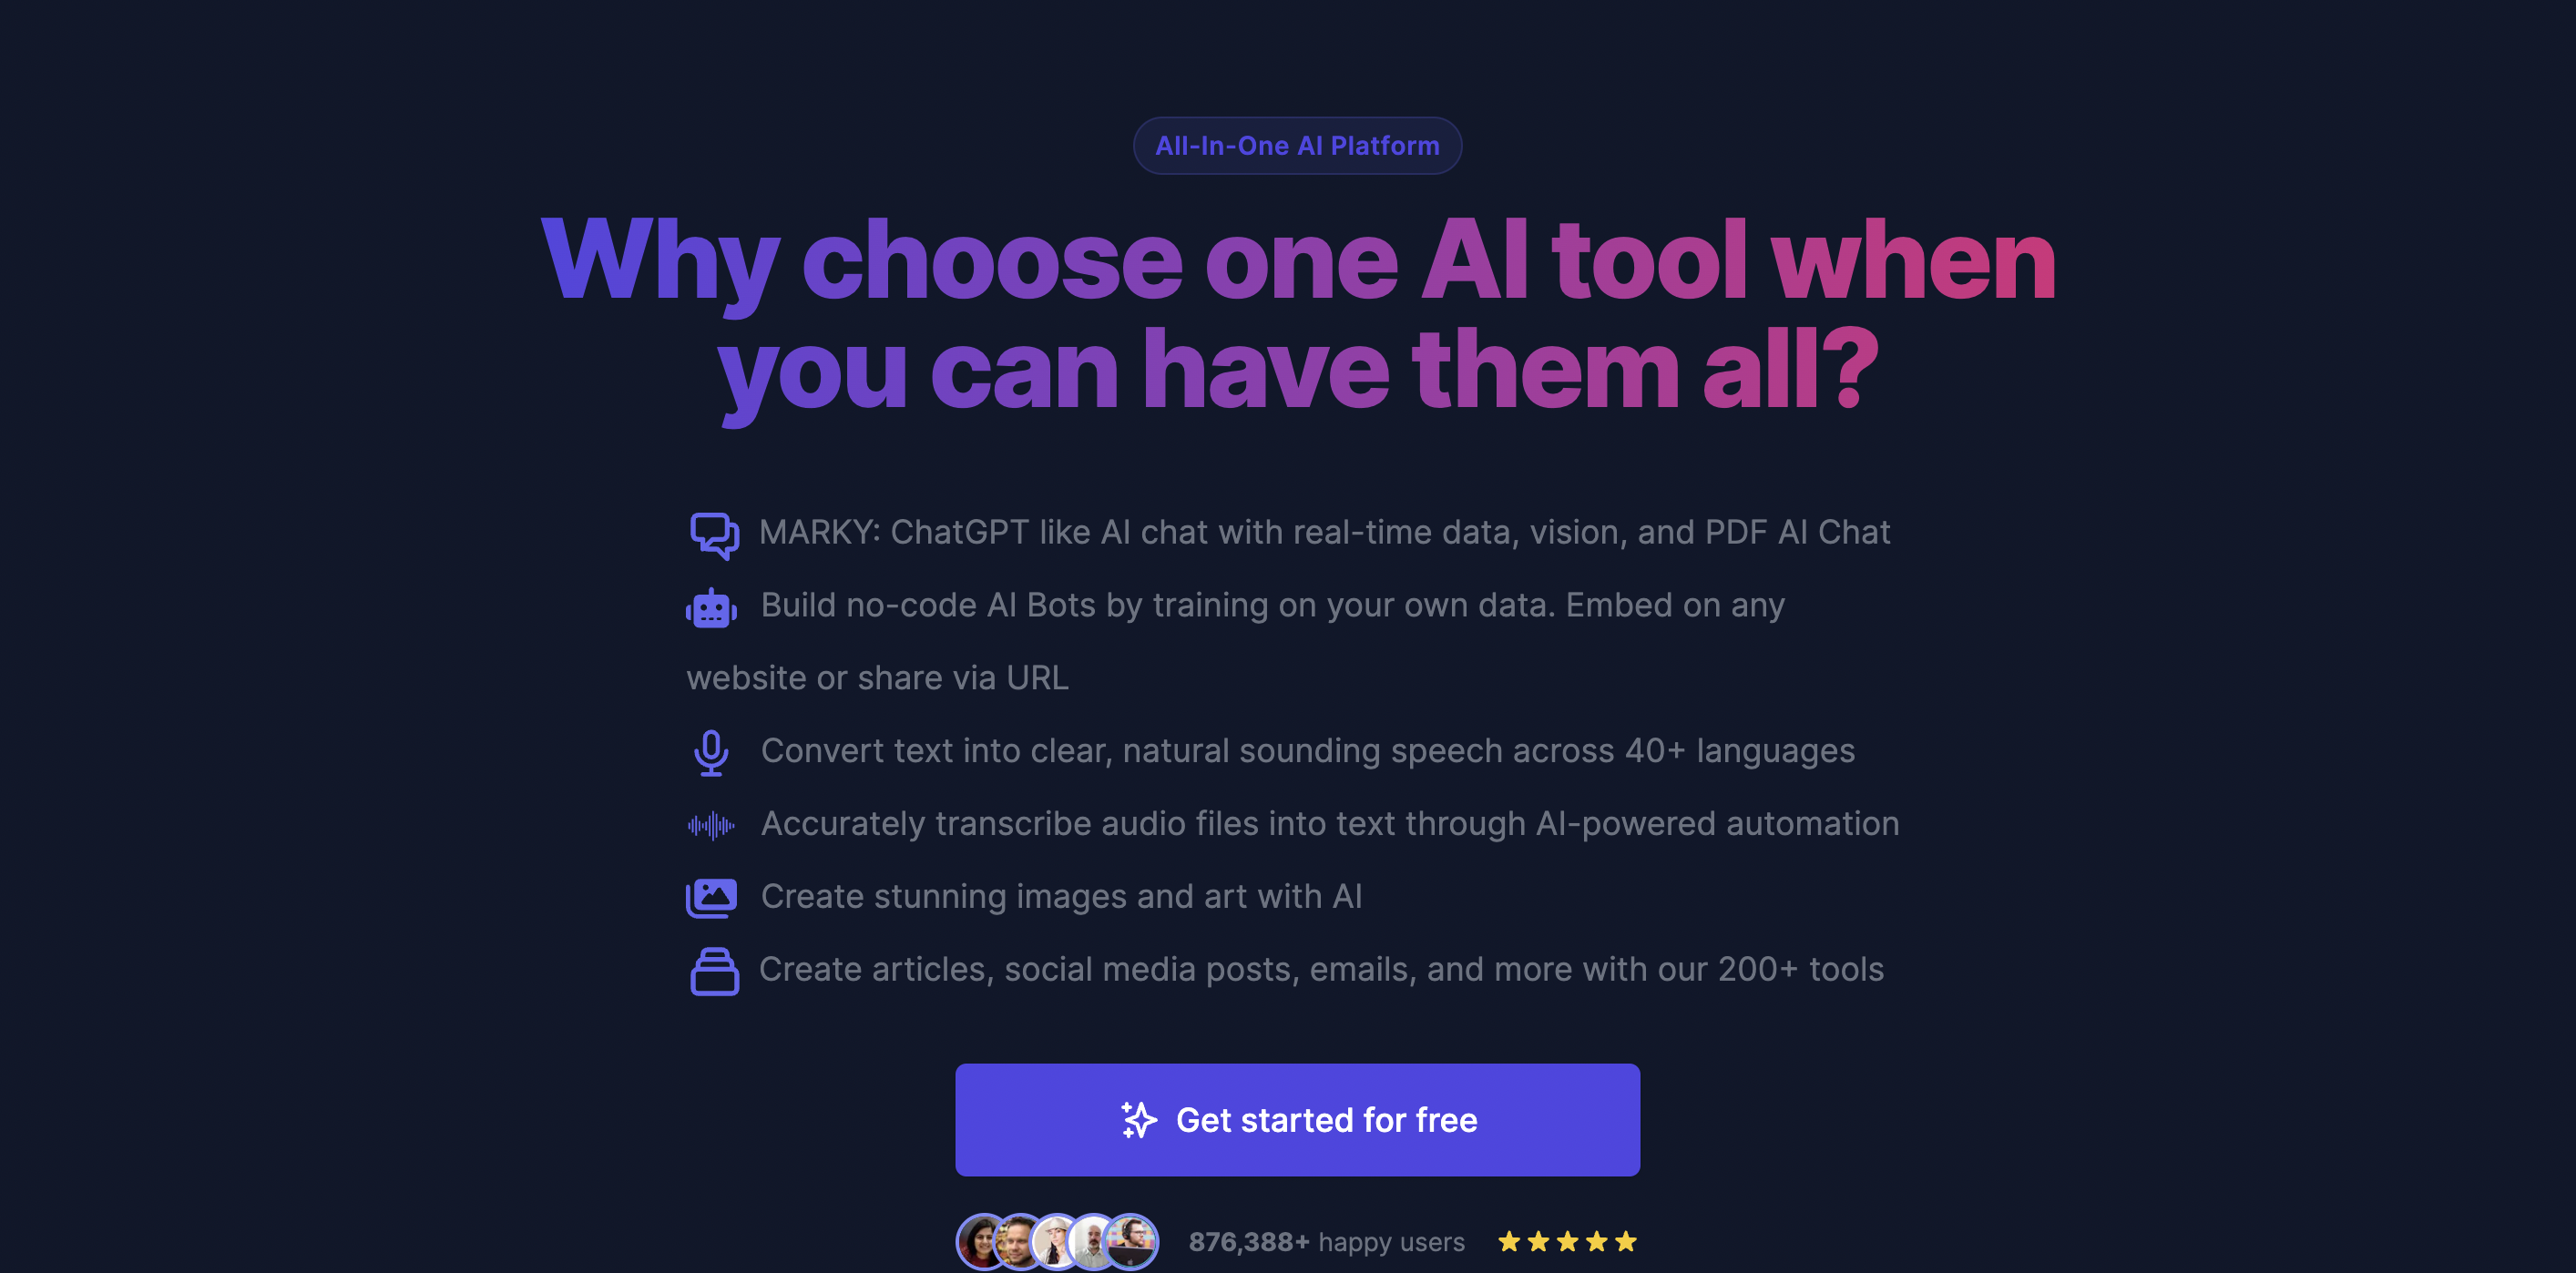 All-In-One AI Platform
Why choose one AI tool when
you can have them all?
MARKY: ChatGPT like AI chat with real-time data, vision, and PDF AI Chat
Build no-code AI Bots by training on your own data. Embed on any
website or share via URL
Convert text into clear, natural sounding speech across 40+ languages
Accurately transcribe audio files into text through AI-powered automation
Create stunning images and art with AI
Create articles, social media posts, emails, and more with our 200+ tools
Get started for free
876,388+ happy users